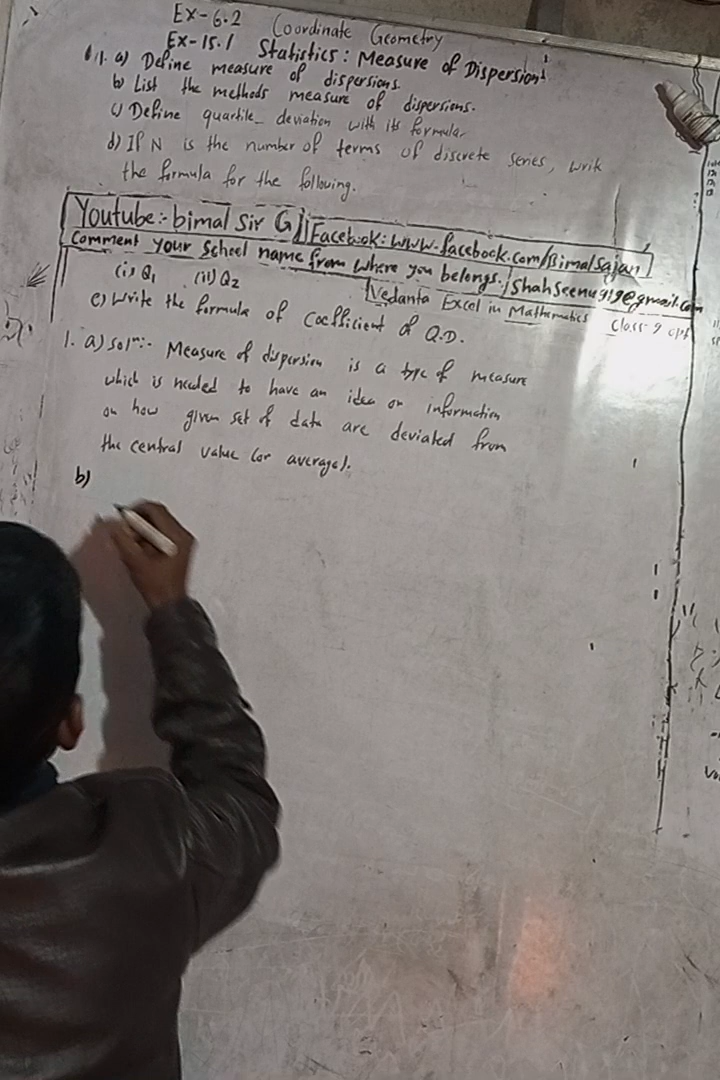 Ex-6.2 Coordinate Geometry
Ex-15.1 Statistics: Measure of Dispersion
1. a) Define measure of dispersions.
b) List the methods measure of dispersions.
c) Define quartile deviation with its formula
d) If N is the number of terms of discrete series, write
the formula for the following.
Youtube:- bimal Sir G Facebook: www.facebook.com/Bimalsajan
Comment your School name from where you belongs. / Shahseenu919@gmail.com
(i) Q1 (ii) Q2
Vedanta Excel in Mathematics Class-9 opt
e) Write the formula of Coefficient of Q.D.
1. a) Solⁿ:- Measure of dispersion is a type of measure
which is needed to have an idea or information
on how given set of data are deviated from
the central value (or average).
b)